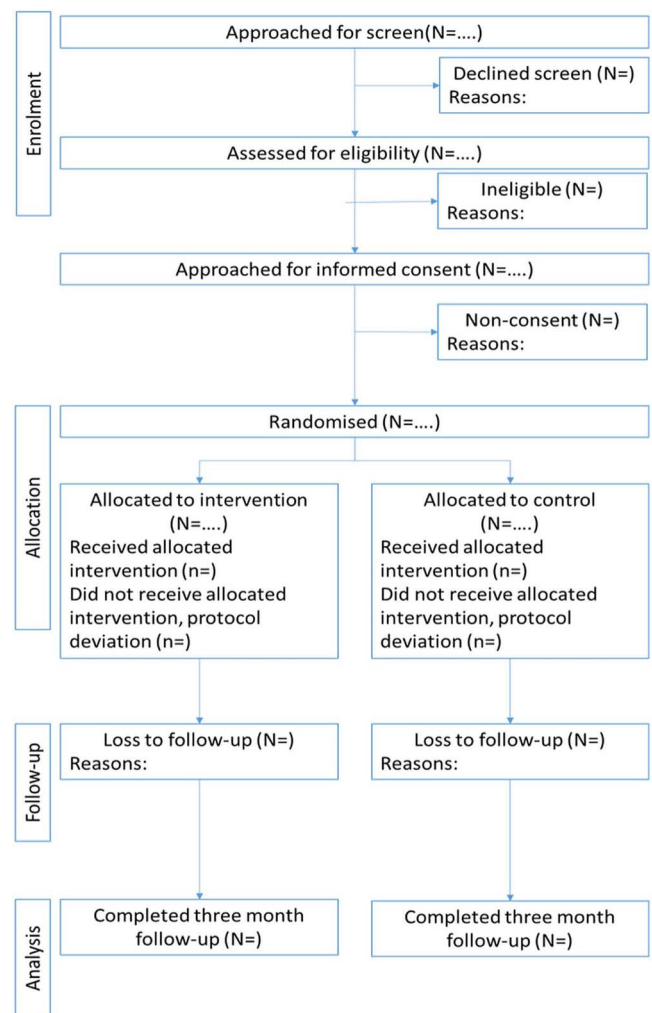 Enrolment
Approached for screen(N=....)
Declined screen (N=)
Reasons:
Assessed for eligibility (N=....)
Ineligible (N=)
Reasons:
Approached for informed consent (N=....)
Non-consent (N=)
Reasons:
Allocation
Randomised (N=....)
Allocated to intervention
(N=....)
Received allocated
intervention (n=)
Did not receive allocated
intervention, protocol
deviation (n=)
Allocated to control
(N=....)
Received allocated
intervention (n=)
Did not receive allocated
intervention, protocol
deviation (n=)
Follow-up
Loss to follow-up (N=)
Reasons:
Loss to follow-up (N=)
Reasons:
Analysis
Completed three month
follow-up (N=)
Completed three month
follow-up (N=)